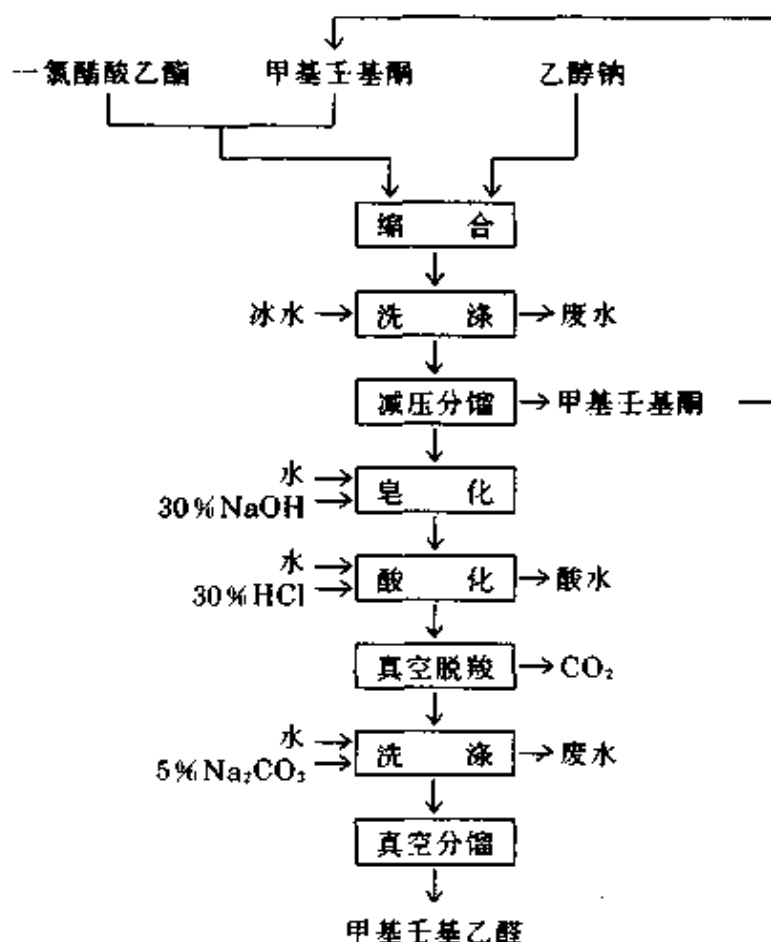 一氯醋酸乙酯 甲基壬基酮 乙醇钠
缩合
冰水 洗涤 废水
减压分馏 甲基壬基酮
水
30%NaOH 皂化
水
30%HCl 酸化 酸水
真空脱羧 CO₂
水
5%Na₂CO₃ 洗涤 废水
真空分馏
甲基壬基乙醛